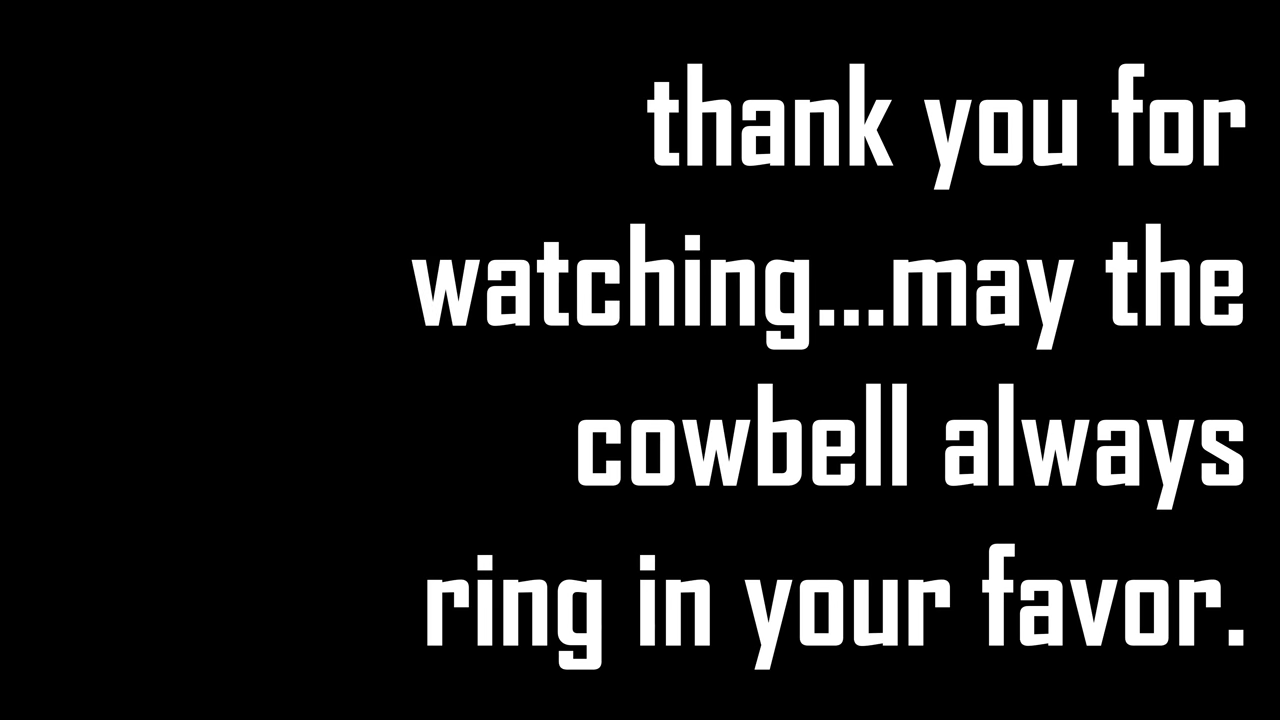 thank you for
watching...may the
cowbell always
ring in your favor.